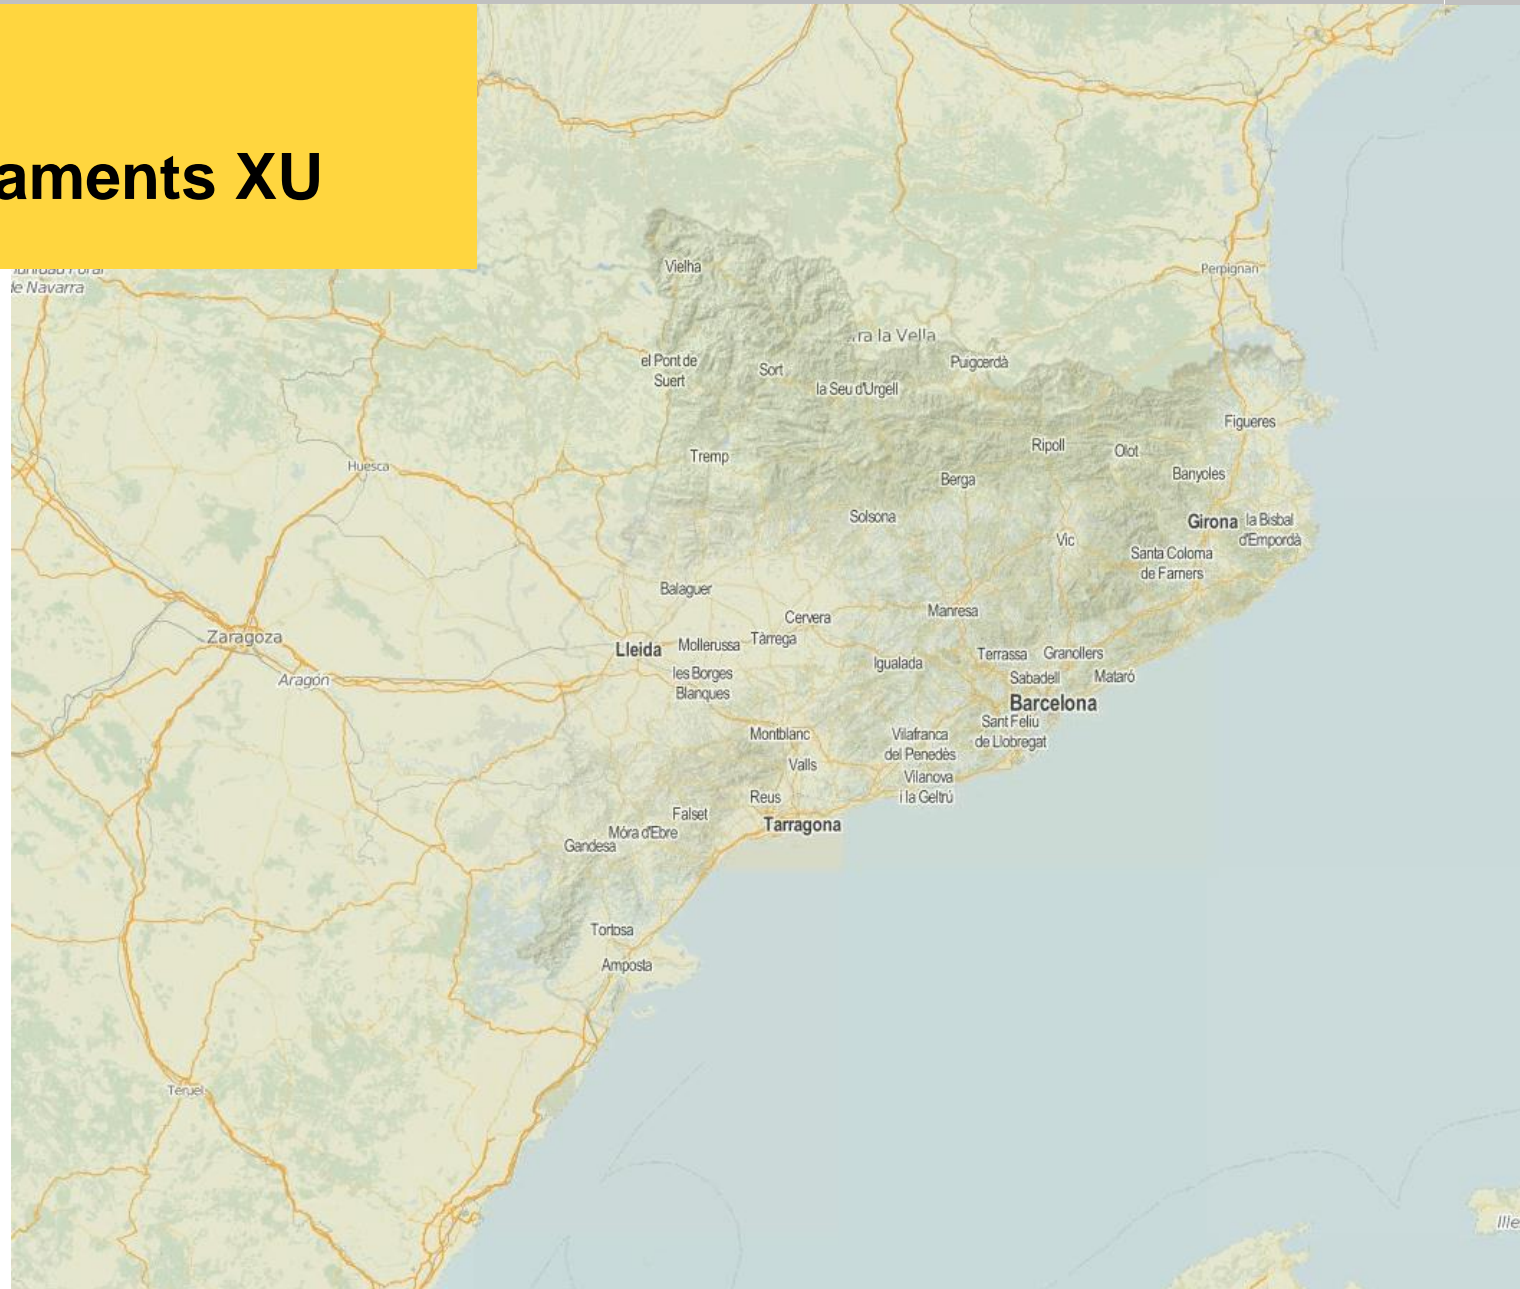 aments XU
de Navarra
Vielha
Perpignan
ra la Vella
el Pont de
Suert
Sort
Puigcerdà
la Seu d'Urgell
Figueres
Ripoll
Olot
Tremp
Huesca
Berga
Banyoles
Solsona
Girona
la Bisbal
d'Empordà
Vic
Santa Coloma
de Farners
Balaguer
Cervera
Manresa
Zaragoza
Lleida
Mollerussa
Tàrrega
Igualada
Terrassa
Granollers
Aragón
les Borges
Blanques
Sabadell
Mataró
Barcelona
Sant Feliu
de Llobregat
Montblanc
Vilafranca
del Penedès
Valls
Vilanova
i la Geltrú
Reus
Falset
Tarragona
Móra d'Ebre
Gandesa
Tortosa
Amposta
Teruel
Ille